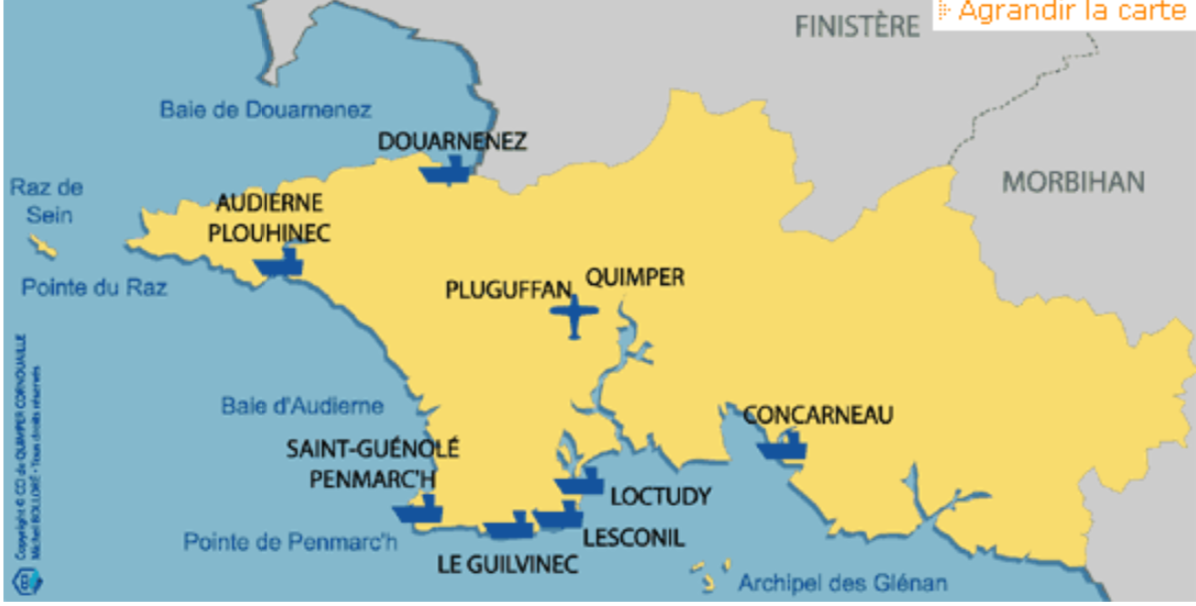 Agrandir la carte
FINISTÈRE
Baie de Douarnenez
DOUARNENEZ
MORBIHAN
Raz de
Sein
AUDIERNE
PLOUHINEC
Pointe du Raz
PLUGUFFAN
QUIMPER
Baie d'Audierne
CONCARNEAU
SAINT-GUÉNOLÉ
PENMARC'H
LOCTUDY
LESCONIL
Pointe de Penmarc'h
LE GUILVINEC
Archipel des Glénan
Copyright © CCI de QUIMPER CORNOUAILLE
Michel BOLLORÉ - Tous droits réservés